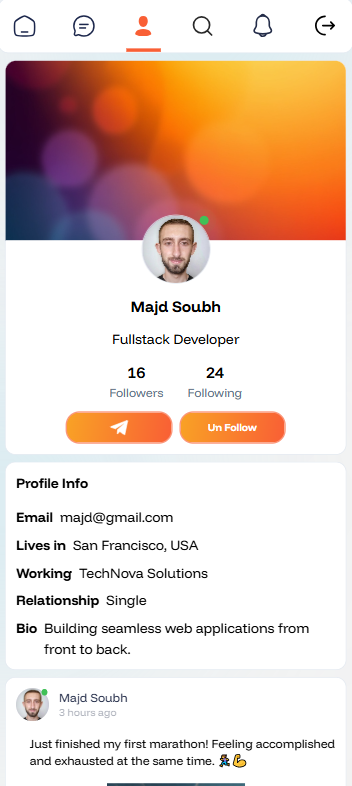 Majd Soubh
Fullstack Developer
16 24
Followers Following
Un Follow
Profile Info
Email majd@gmail.com
Lives in San Francisco, USA
Working TechNova Solutions
Relationship Single
Bio Building seamless web applications from
front to back.
Majd Soubh
3 hours ago
Just finished my first marathon! Feeling accomplished
and exhausted at the same time. 🏃‍♂️💪